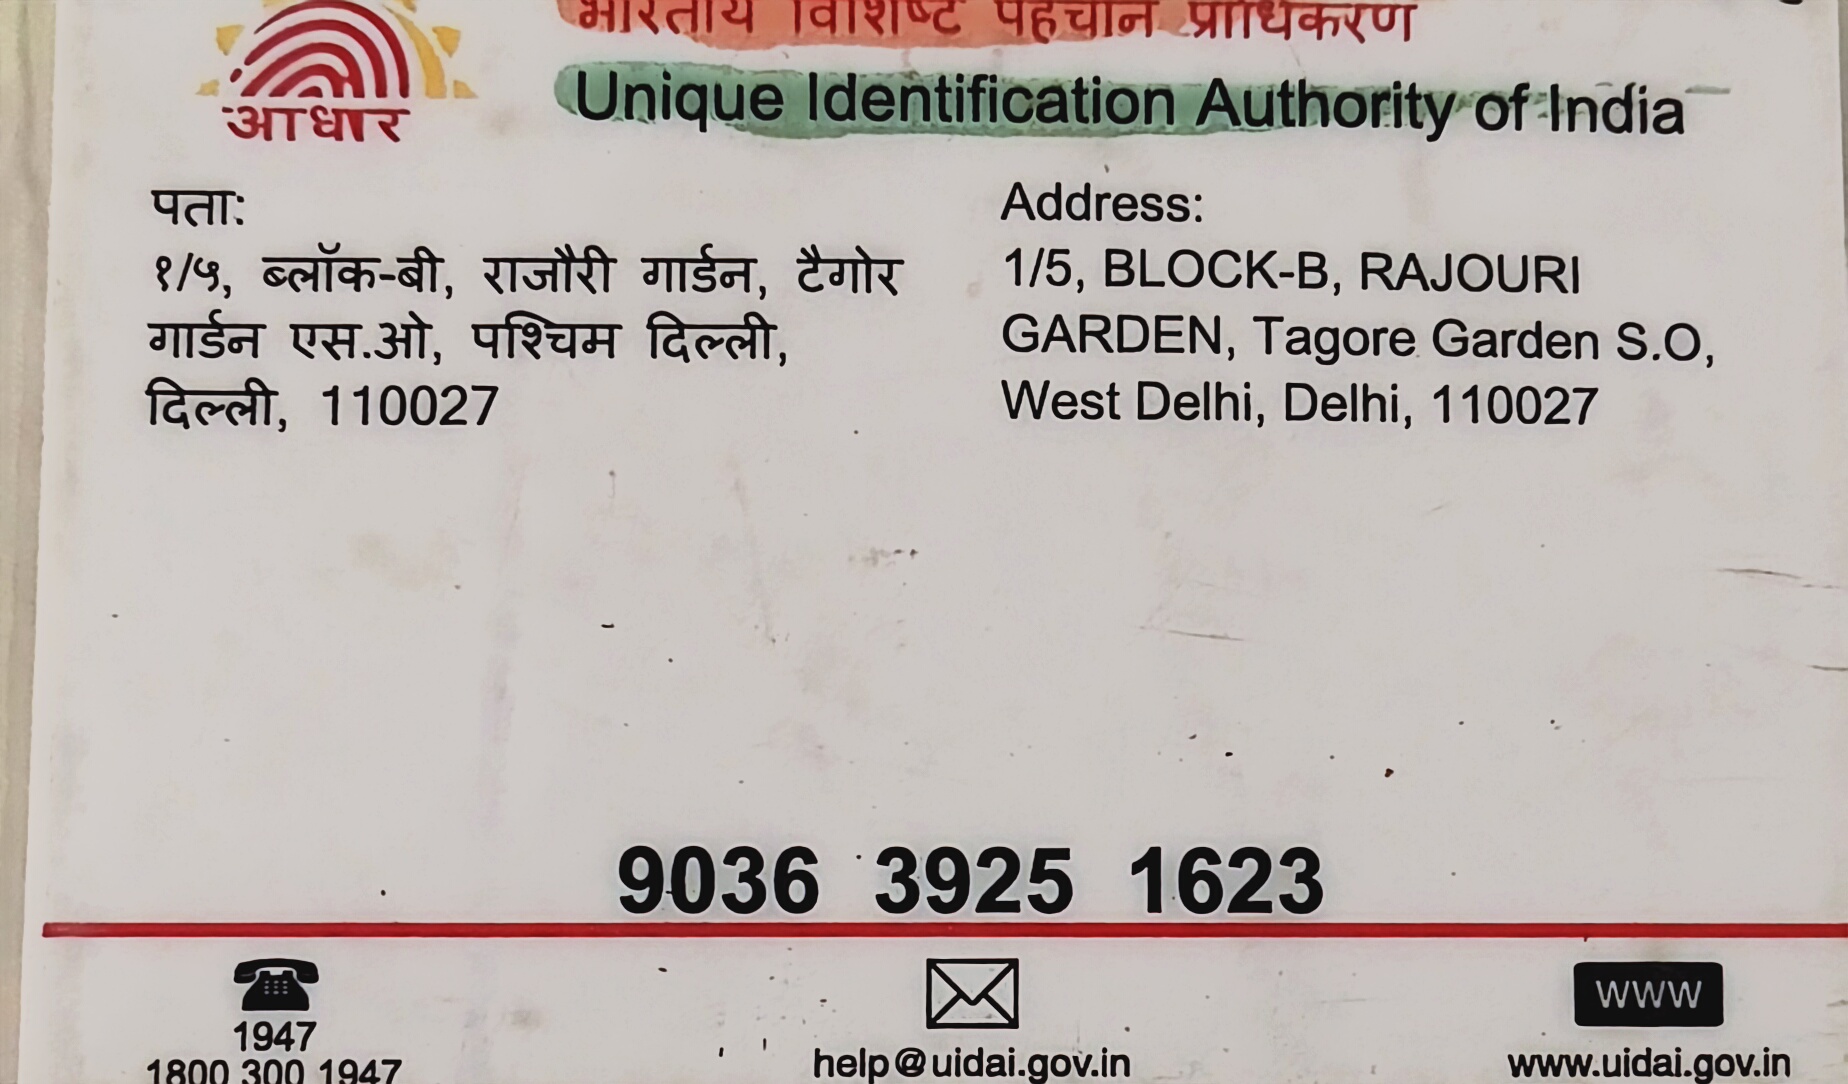 भारतीय विशिष्ट पहचान प्राधिकरण
Unique Identification Authority of India
आधार
पता:
१/५, ब्लॉक-बी, राजौरी गार्डन, टैगोर
गार्डन एस.ओ, पश्चिम दिल्ली,
दिल्ली, 110027
Address:
1/5, BLOCK-B, RAJOURI
GARDEN, Tagore Garden S.O,
West Delhi, Delhi, 110027
9036 3925 1623
1947
1800 300 1947
help@uidai.gov.in
WWW
www.uidai.gov.in